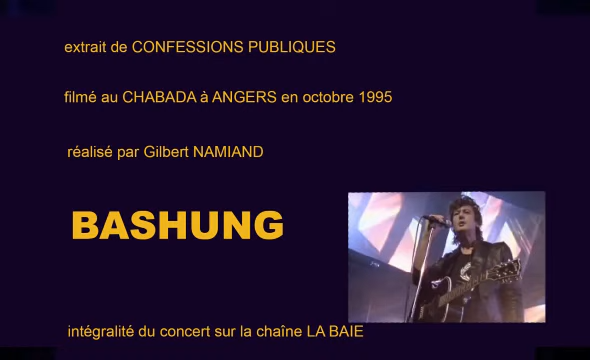 extrait de CONFESSIONS PUBLIQUES
filmé au CHABADA à ANGERS en octobre 1995
réalisé par Gilbert NAMIAND
BASHUNG
intégralité du concert sur la chaîne LA BAIE